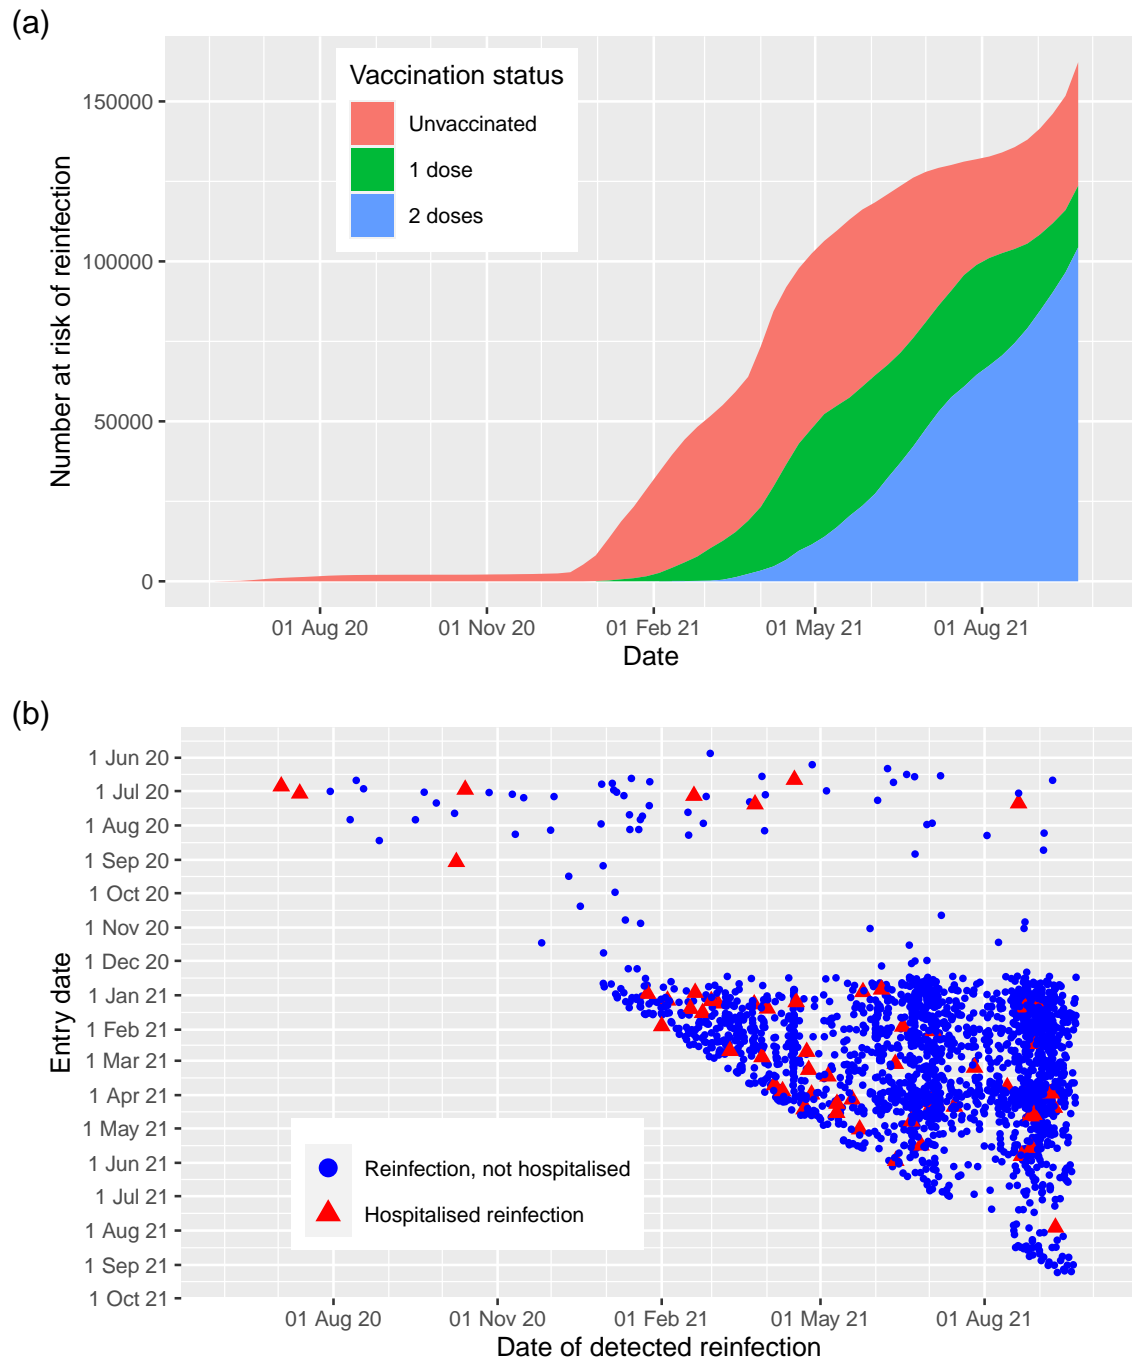 (a)
Number at risk of reinfection
150000
100000
50000
0
Vaccination status
Unvaccinated
1 dose
2 doses
01 Aug 20
01 Nov 20
01 Feb 21
01 May 21
01 Aug 21
Date
(b)
Entry date
1 Jun 20
1 Jul 20
1 Aug 20
1 Sep 20
1 Oct 20
1 Nov 20
1 Dec 20
1 Jan 21
1 Feb 21
1 Mar 21
1 Apr 21
1 May 21
1 Jun 21
1 Jul 21
1 Aug 21
1 Sep 21
1 Oct 21
Reinfection, not hospitalised
Hospitalised reinfection
01 Aug 20
01 Nov 20
01 Feb 21
01 May 21
01 Aug 21
Date of detected reinfection